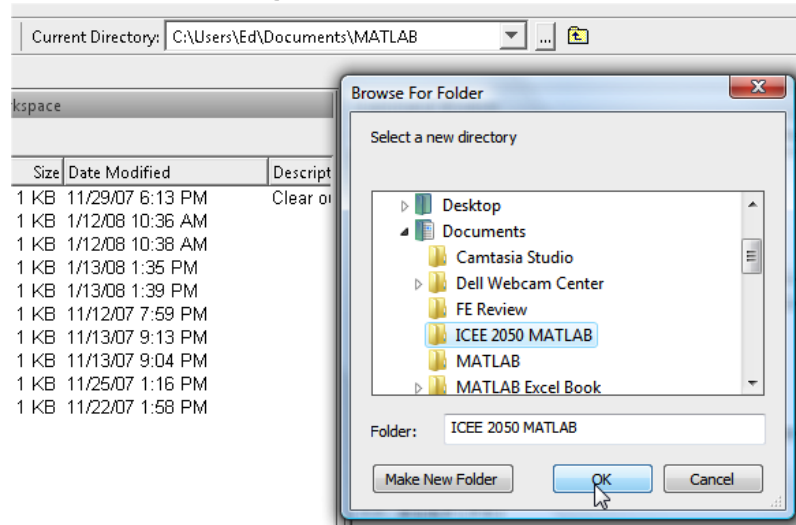 Current Directory: C:\Users\Ed\Documents\MATLAB ...
kspace
Size Date Modified Descript
1 KB 11/29/07 6:13 PM Clear ou
1 KB 1/12/08 10:36 AM
1 KB 1/12/08 10:38 AM
1 KB 1/13/08 1:35 PM
1 KB 1/13/08 1:39 PM
1 KB 11/12/07 7:59 PM
1 KB 11/13/07 9:13 PM
1 KB 11/13/07 9:04 PM
1 KB 11/25/07 1:16 PM
1 KB 11/22/07 1:58 PM
Browse For Folder
Select a new directory
Desktop
Documents
Camtasia Studio
Dell Webcam Center
FE Review
ICEE 2050 MATLAB
MATLAB
MATLAB Excel Book
Folder: ICEE 2050 MATLAB
Make New Folder OK Cancel